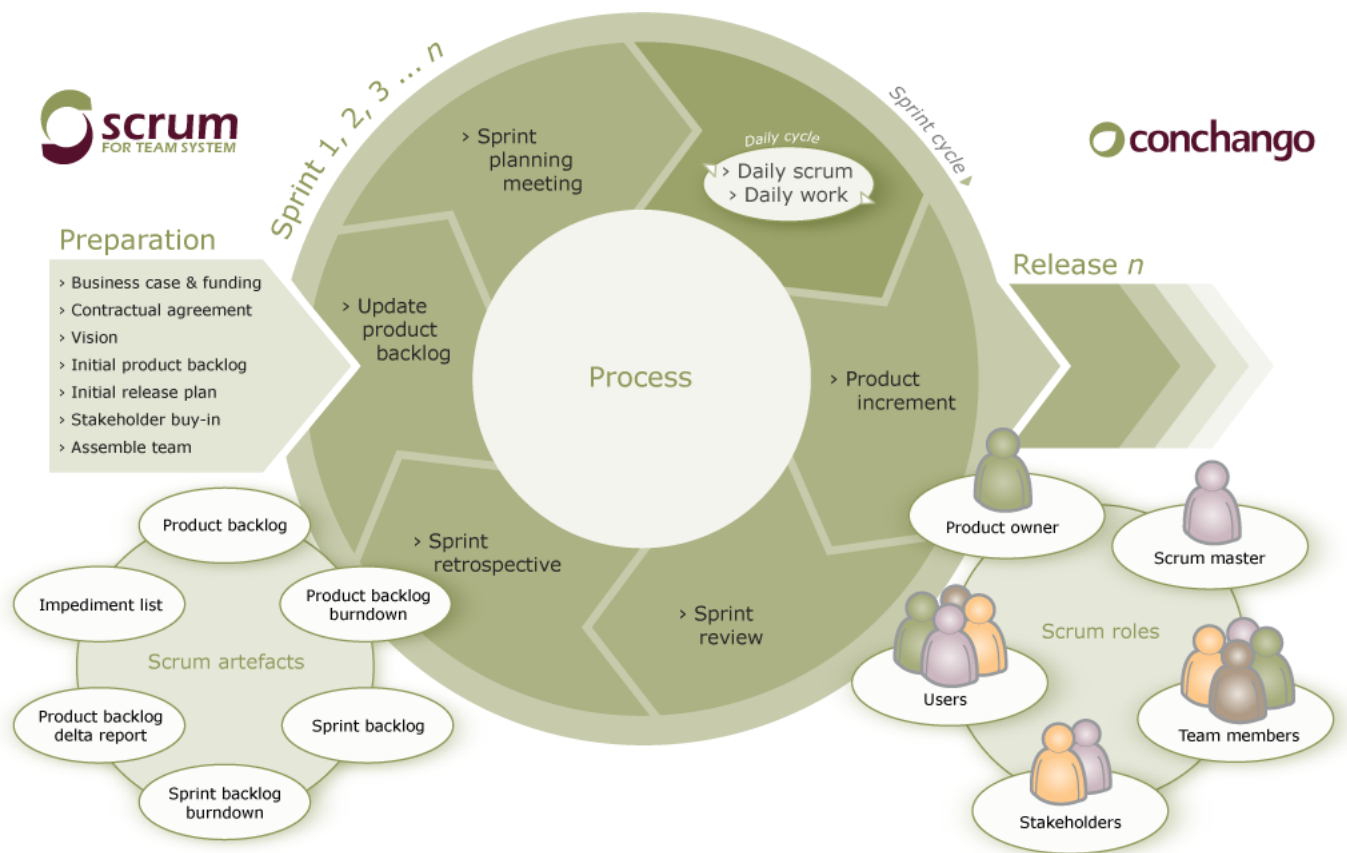 scrum
FOR TEAM SYSTEM
Sprint 1, 2, 3 ... n
Sprint cycle
conchango
Preparation
› Business case & funding
› Contractual agreement
› Vision
› Initial product backlog
› Initial release plan
› Stakeholder buy-in
› Assemble team
› Sprint
planning
meeting
Daily cycle
› Daily scrum
› Daily work
› Update
product
backlog
Process
› Product
increment
› Sprint
retrospective
› Sprint
review
Release n
Product backlog
Impediment list
Product backlog
burndown
Scrum artefacts
Product backlog
delta report
Sprint backlog
Sprint backlog
burndown
Product owner
Scrum master
Scrum roles
Users
Team members
Stakeholders